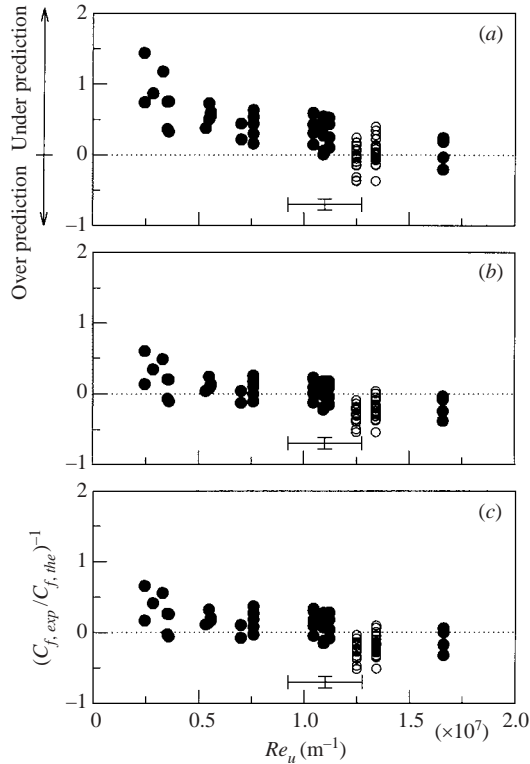 2
(a)
Under prediction
1
0
Over prediction
−1
2
(b)
1
0
−1
2
(c)
(C_{f, exp} /C_{f, the})^{−1}
1
0
−1
0 0.5 1.0 1.5 2.0
(×10^7)
Re_u (m^{−1})